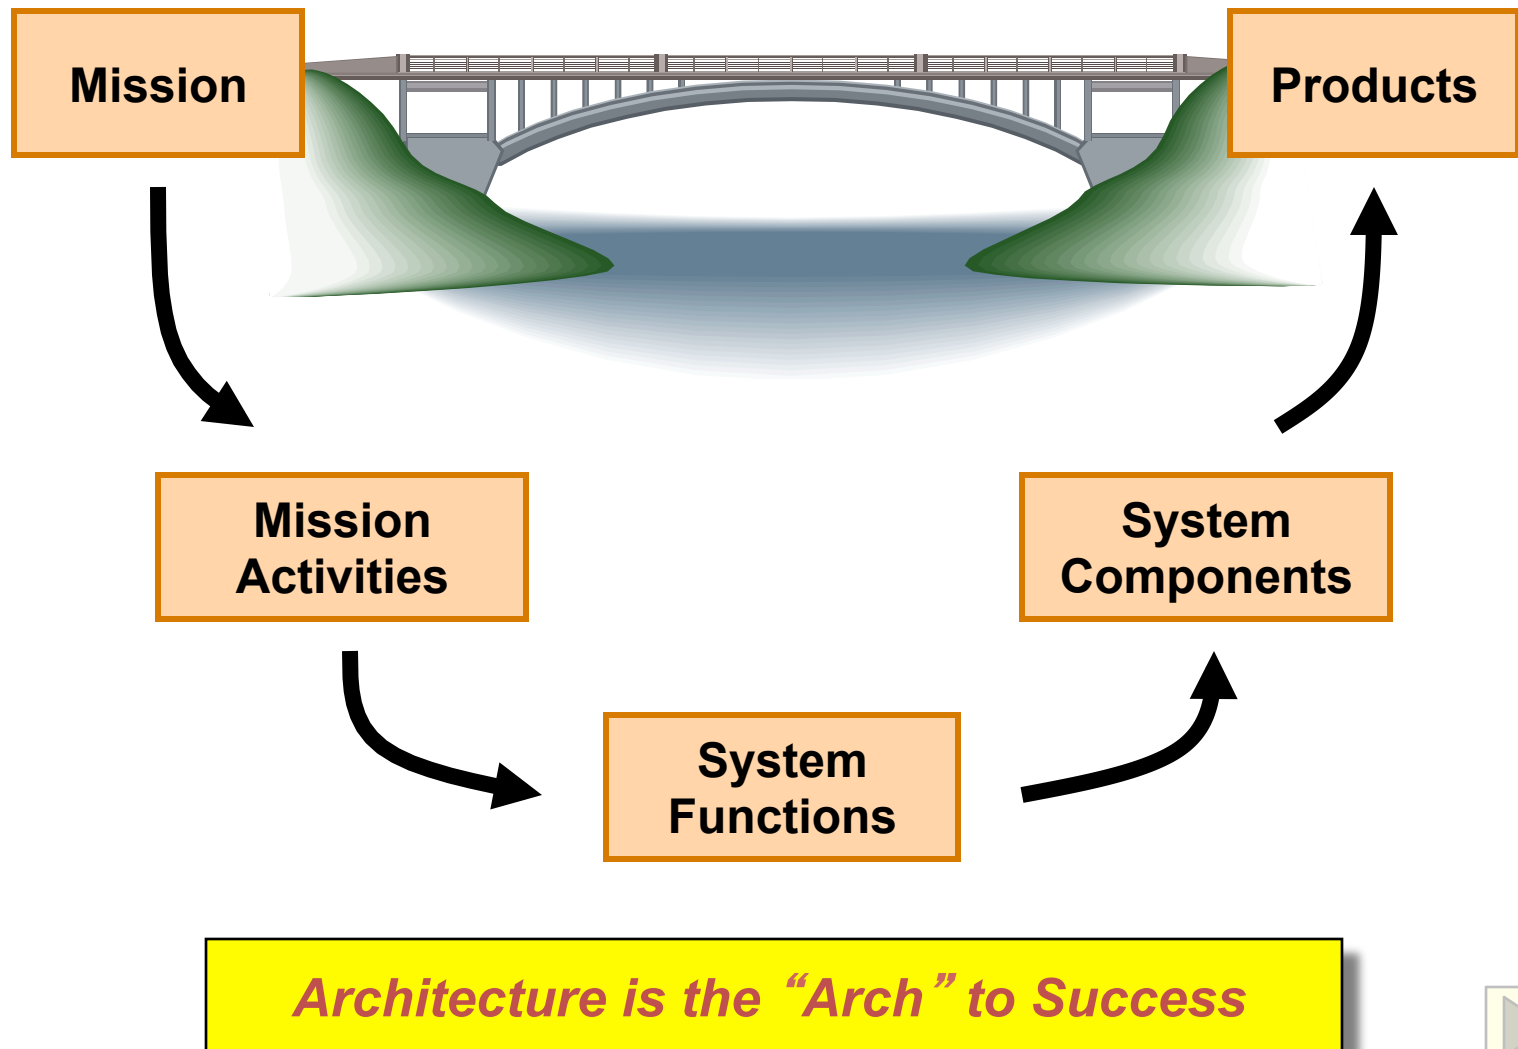 Mission
Products
Mission
Activities
System
Components
System
Functions
Architecture is the “Arch” to Success